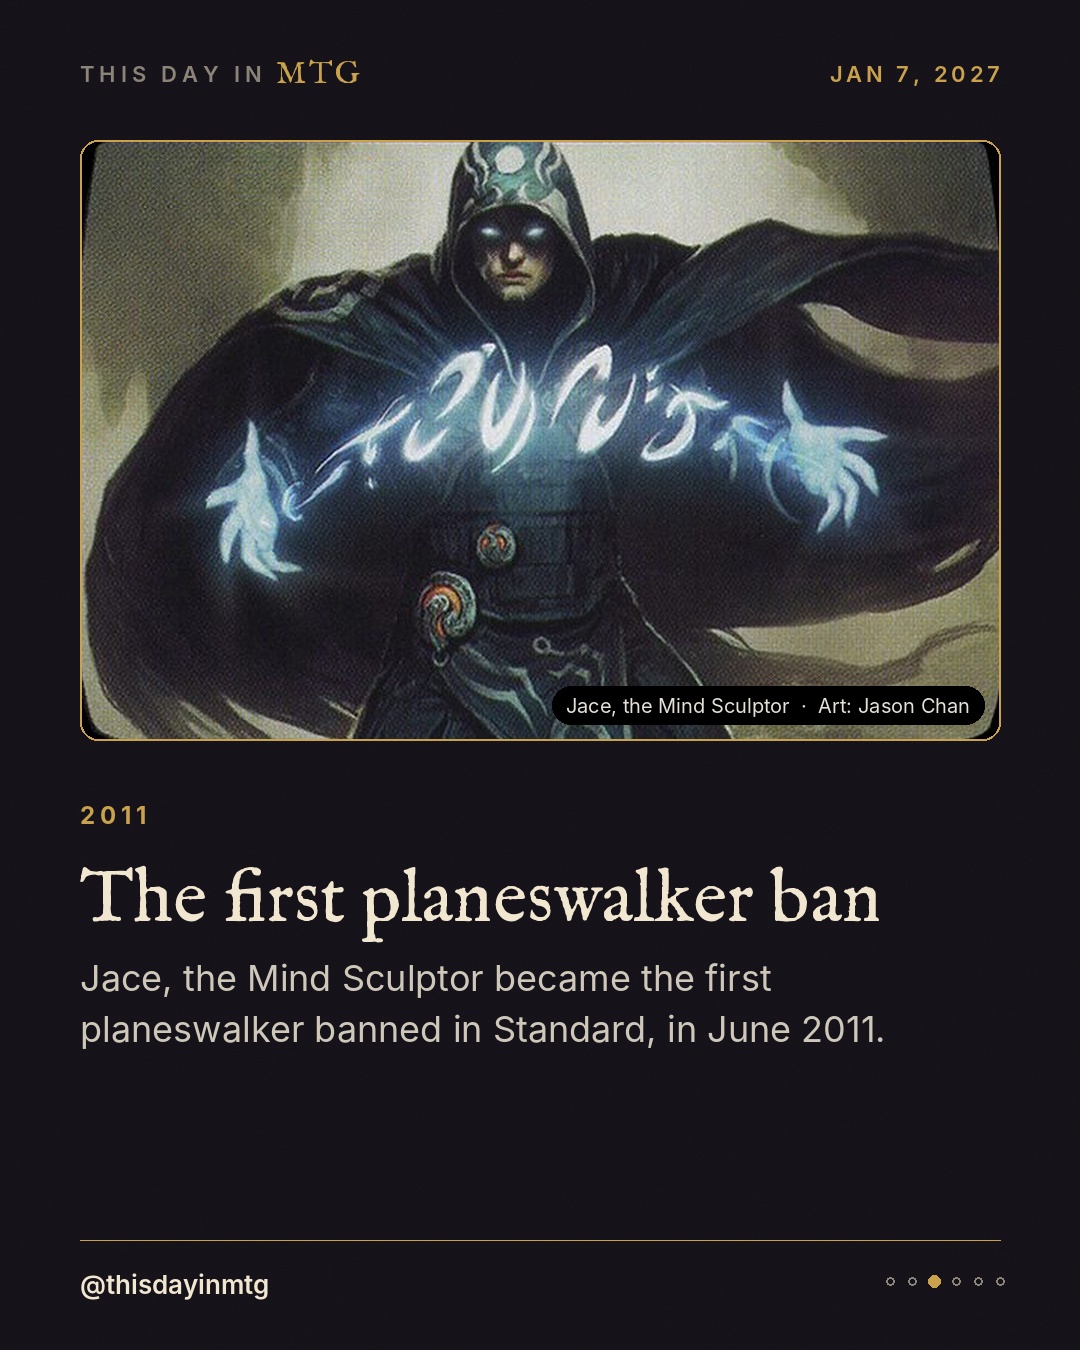 THIS DAY IN MTG
JAN 7, 2027
Jace, the Mind Sculptor · Art: Jason Chan
2011
The first planeswalker ban
Jace, the Mind Sculptor became the first
planeswalker banned in Standard, in June 2011.
@thisdayinmtg